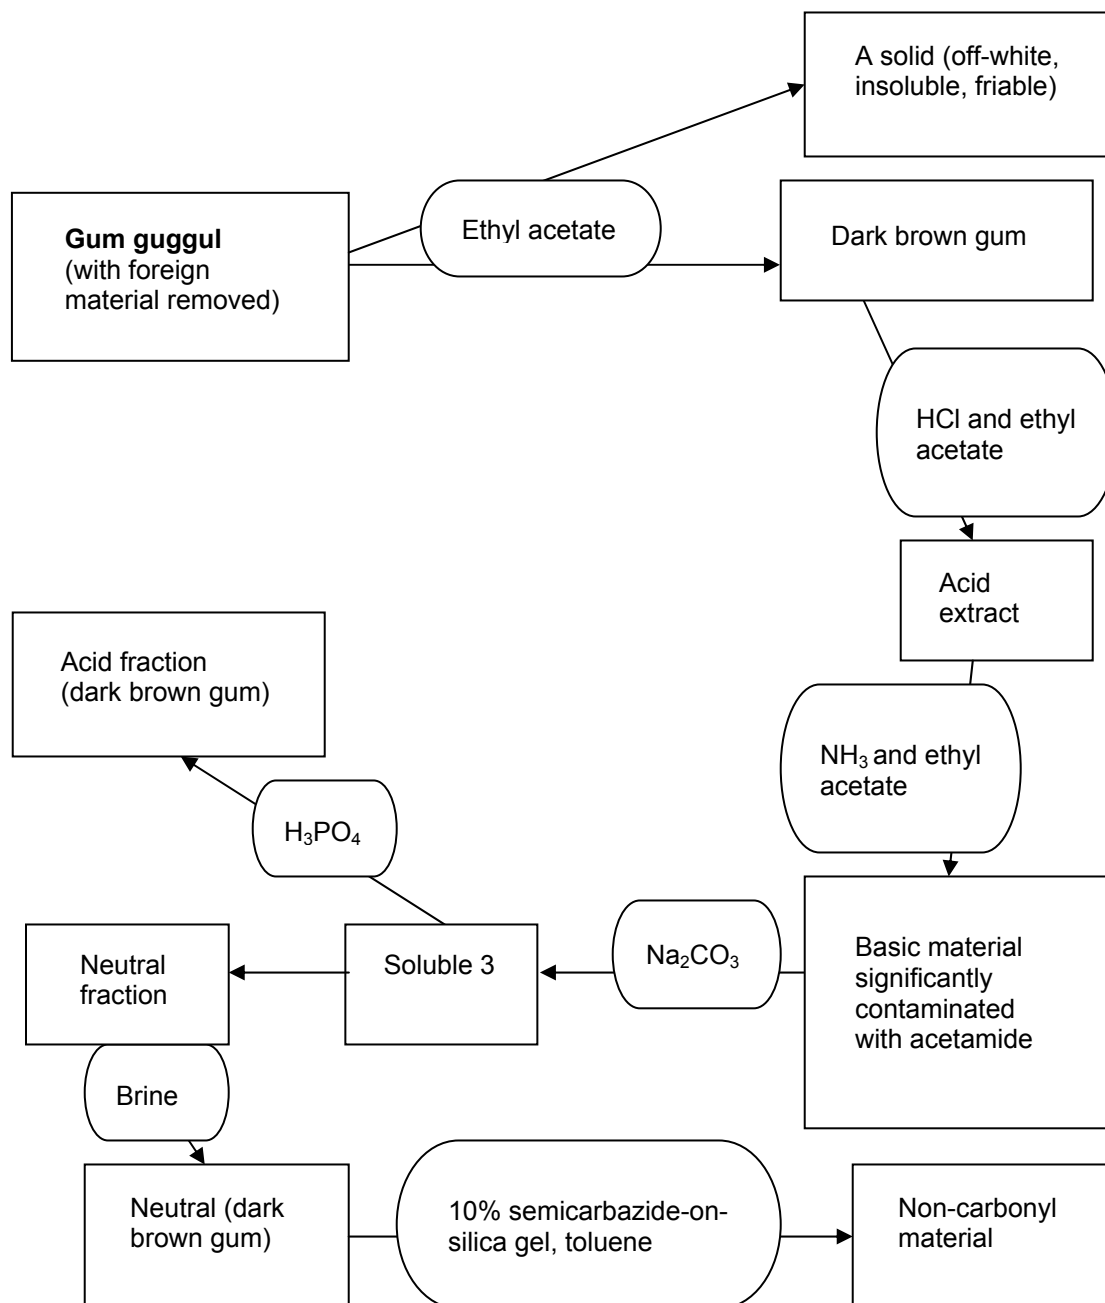 A solid (off-white,
insoluble, friable)
Gum guggul
(with foreign
material removed)
Ethyl acetate
Dark brown gum
HCl and ethyl
acetate
Acid
extract
Acid fraction
(dark brown gum)
NH₃ and ethyl
acetate
H₃PO₄
Neutral
fraction
Soluble 3
Na₂CO₃
Basic material
significantly
contaminated
with acetamide
Brine
Neutral (dark
brown gum)
10% semicarbazide-on-
silica gel, toluene
Non-carbonyl
material